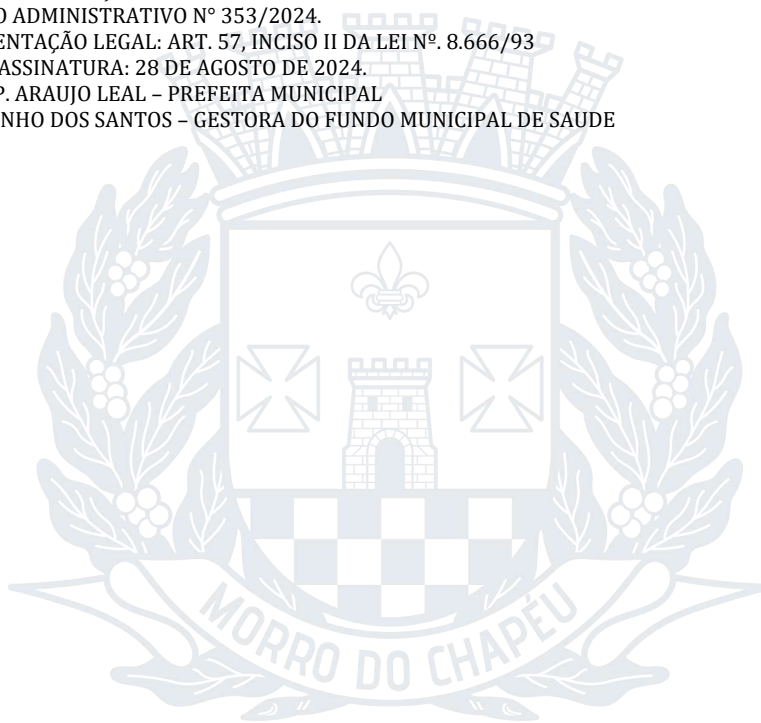 O ADMINISTRATIVO N° 353/2024.
ENTAÇÃO LEGAL: ART. 57, INCISO II DA LEI Nº. 8.666/93
ASSINATURA: 28 DE AGOSTO DE 2024.
P. ARAUJO LEAL – PREFEITA MUNICIPAL
NHO DOS SANTOS – GESTORA DO FUNDO MUNICIPAL DE SAUDE
MORRO DO CHAPÉU